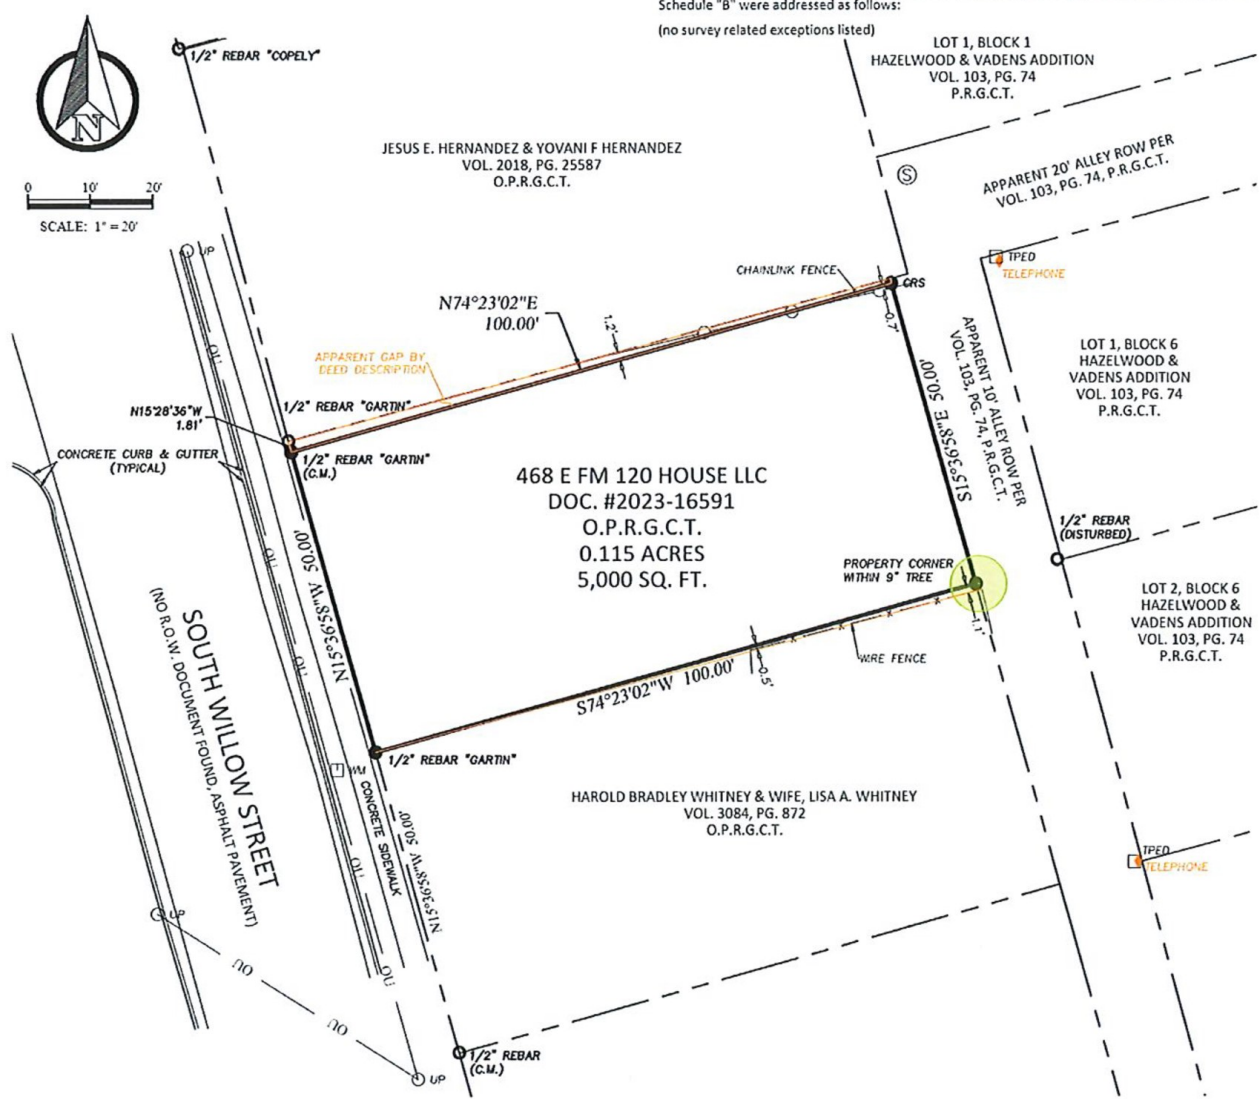 Schedule "B" were addressed as follows:
(no survey related exceptions listed)
1/2" REBAR "COPELY"
N
0 10' 20'
SCALE: 1" = 20'
LOT 1, BLOCK 1
HAZELWOOD & VADENS ADDITION
VOL. 103, PG. 74
P.R.G.C.T.
JESUS E. HERNANDEZ & YOVANI F HERNANDEZ
VOL. 2018, PG. 25587
O.P.R.G.C.T.
APPARENT 20' ALLEY ROW PER
VOL. 103, PG. 74, P.R.G.C.T.
S
UP
CHAINLINK FENCE
CRS
TPED
TELEPHONE
N74°23'02"E
100.00'
1.2'
0.7'
APPARENT GAP BY
DEED DESCRIPTION
OU
N15°28'36"W
1.81'
1/2" REBAR "GARTIN"
1/2" REBAR "GARTIN"
(C.M.)
CONCRETE CURB & GUTTER
(TYPICAL)
S15°36'58"E 50.00'
APPARENT 10' ALLEY ROW PER
VOL. 103, PG. 74, P.R.G.C.T.
LOT 1, BLOCK 6
HAZELWOOD &
VADENS ADDITION
VOL. 103, PG. 74
P.R.G.C.T.
468 E FM 120 HOUSE LLC
DOC. #2023-16591
O.P.R.G.C.T.
0.115 ACRES
5,000 SQ. FT.
1/2" REBAR
(DISTURBED)
PROPERTY CORNER
WITHIN 9" TREE
OU
N15°36'58"W 50.00'
LOT 2, BLOCK 6
HAZELWOOD &
VADENS ADDITION
VOL. 103, PG. 74
P.R.G.C.T.
1.1'
WIRE FENCE
0.5'
S74°23'02"W 100.00'
OU
SOUTH WILLOW STREET
(NO R.O.W. DOCUMENT FOUND, ASPHALT PAVEMENT)
1/2" REBAR "GARTIN"
WM
CONCRETE SIDEWALK
N15°36'58"W 50.00'
HAROLD BRADLEY WHITNEY & WIFE, LISA A. WHITNEY
VOL. 3084, PG. 872
O.P.R.G.C.T.
TPED
TELEPHONE
OU
UP
OU
OU
OU
1/2" REBAR
(C.M.)
UP